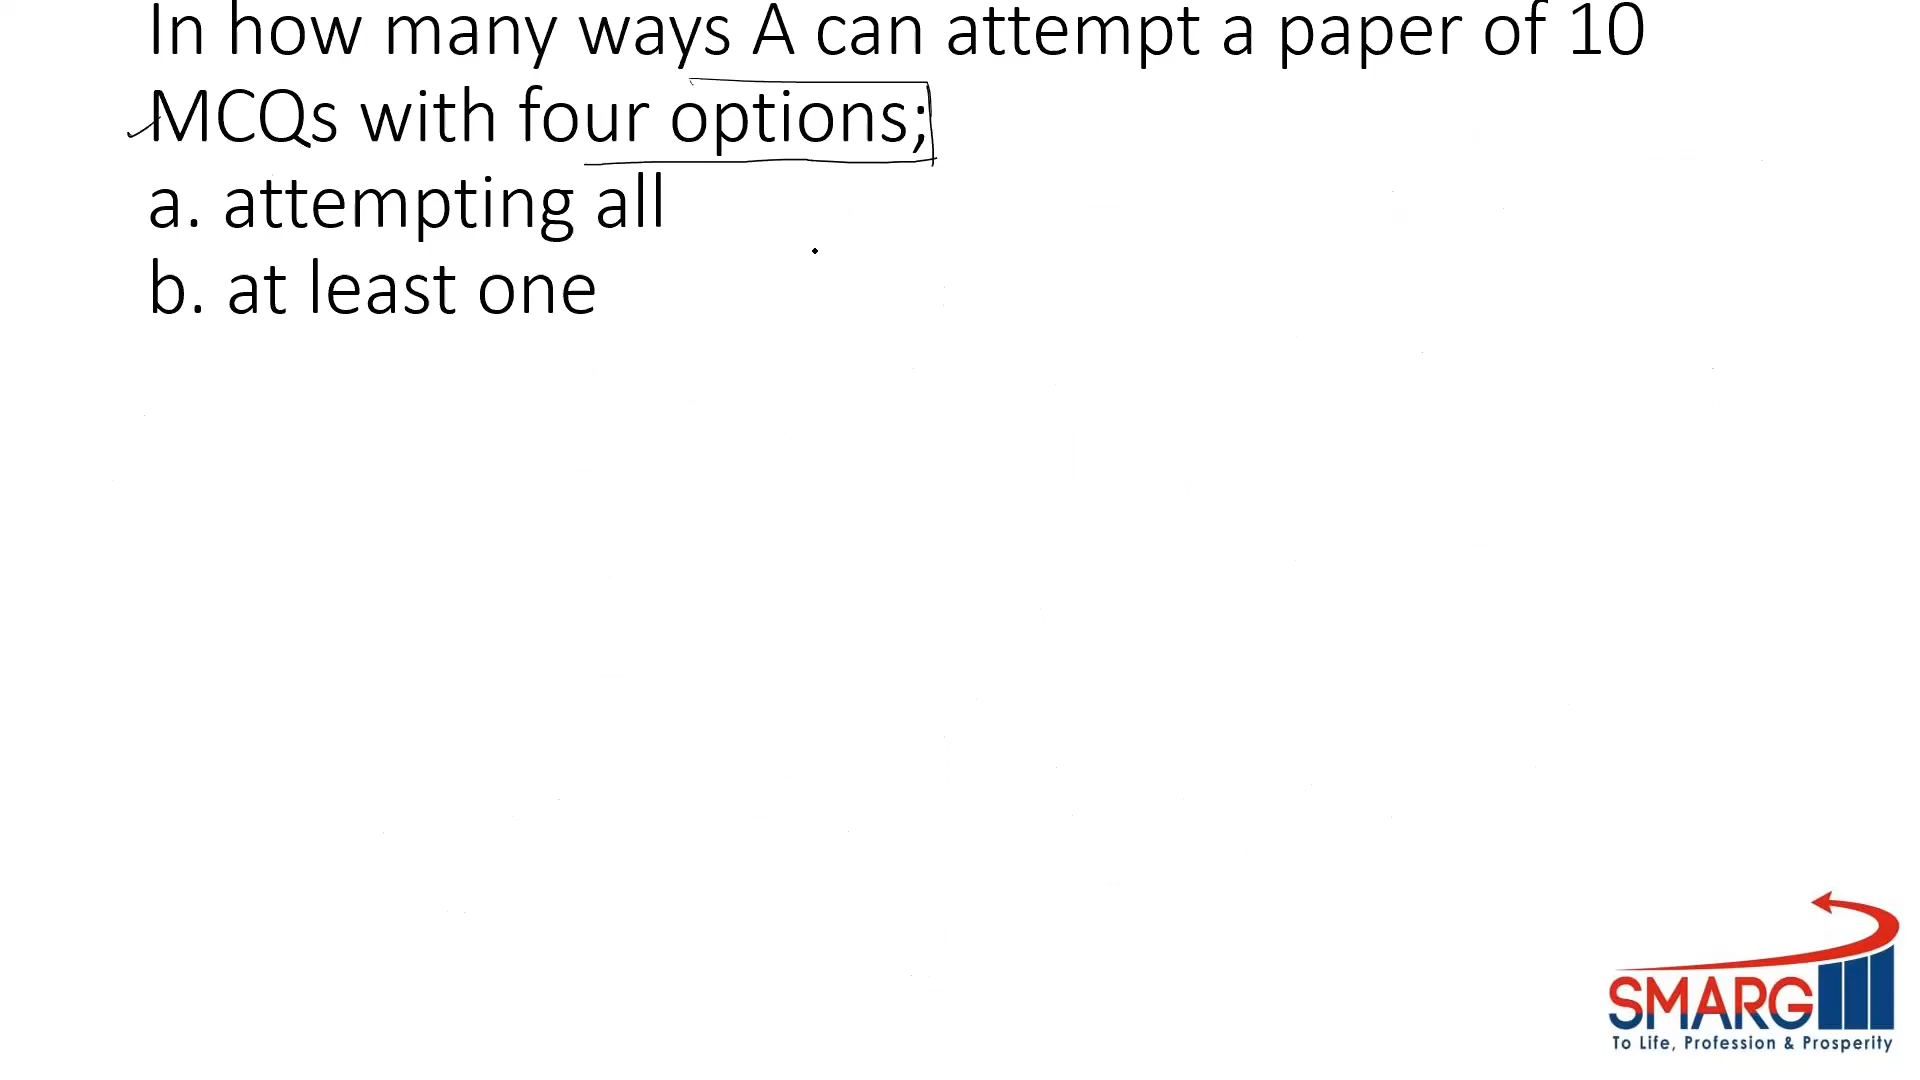 In how many ways A can attempt a paper of 10
MCQs with four options;
a. attempting all
b. at least one
SMARG
To Life, Profession & Prosperity